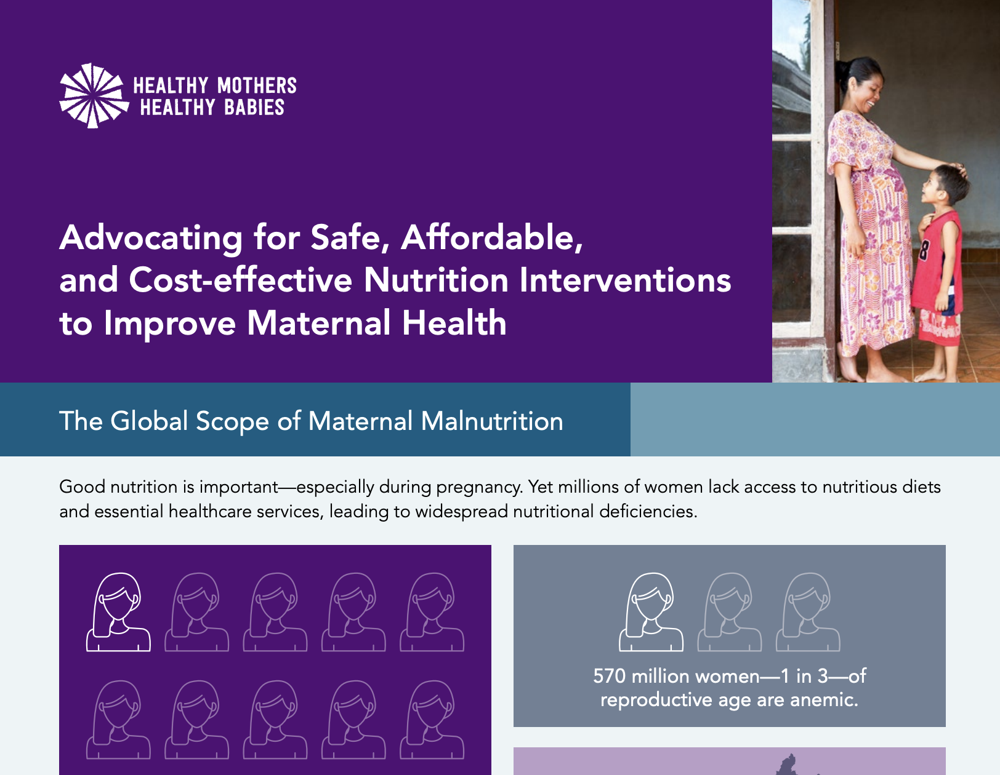 HEALTHY MOTHERS
HEALTHY BABIES
Advocating for Safe, Affordable,
and Cost-effective Nutrition Interventions
to Improve Maternal Health
8
The Global Scope of Maternal Malnutrition
Good nutrition is important—especially during pregnancy. Yet millions of women lack access to nutritious diets
and essential healthcare services, leading to widespread nutritional deficiencies.
570 million women—1 in 3—of
reproductive age are anemic.